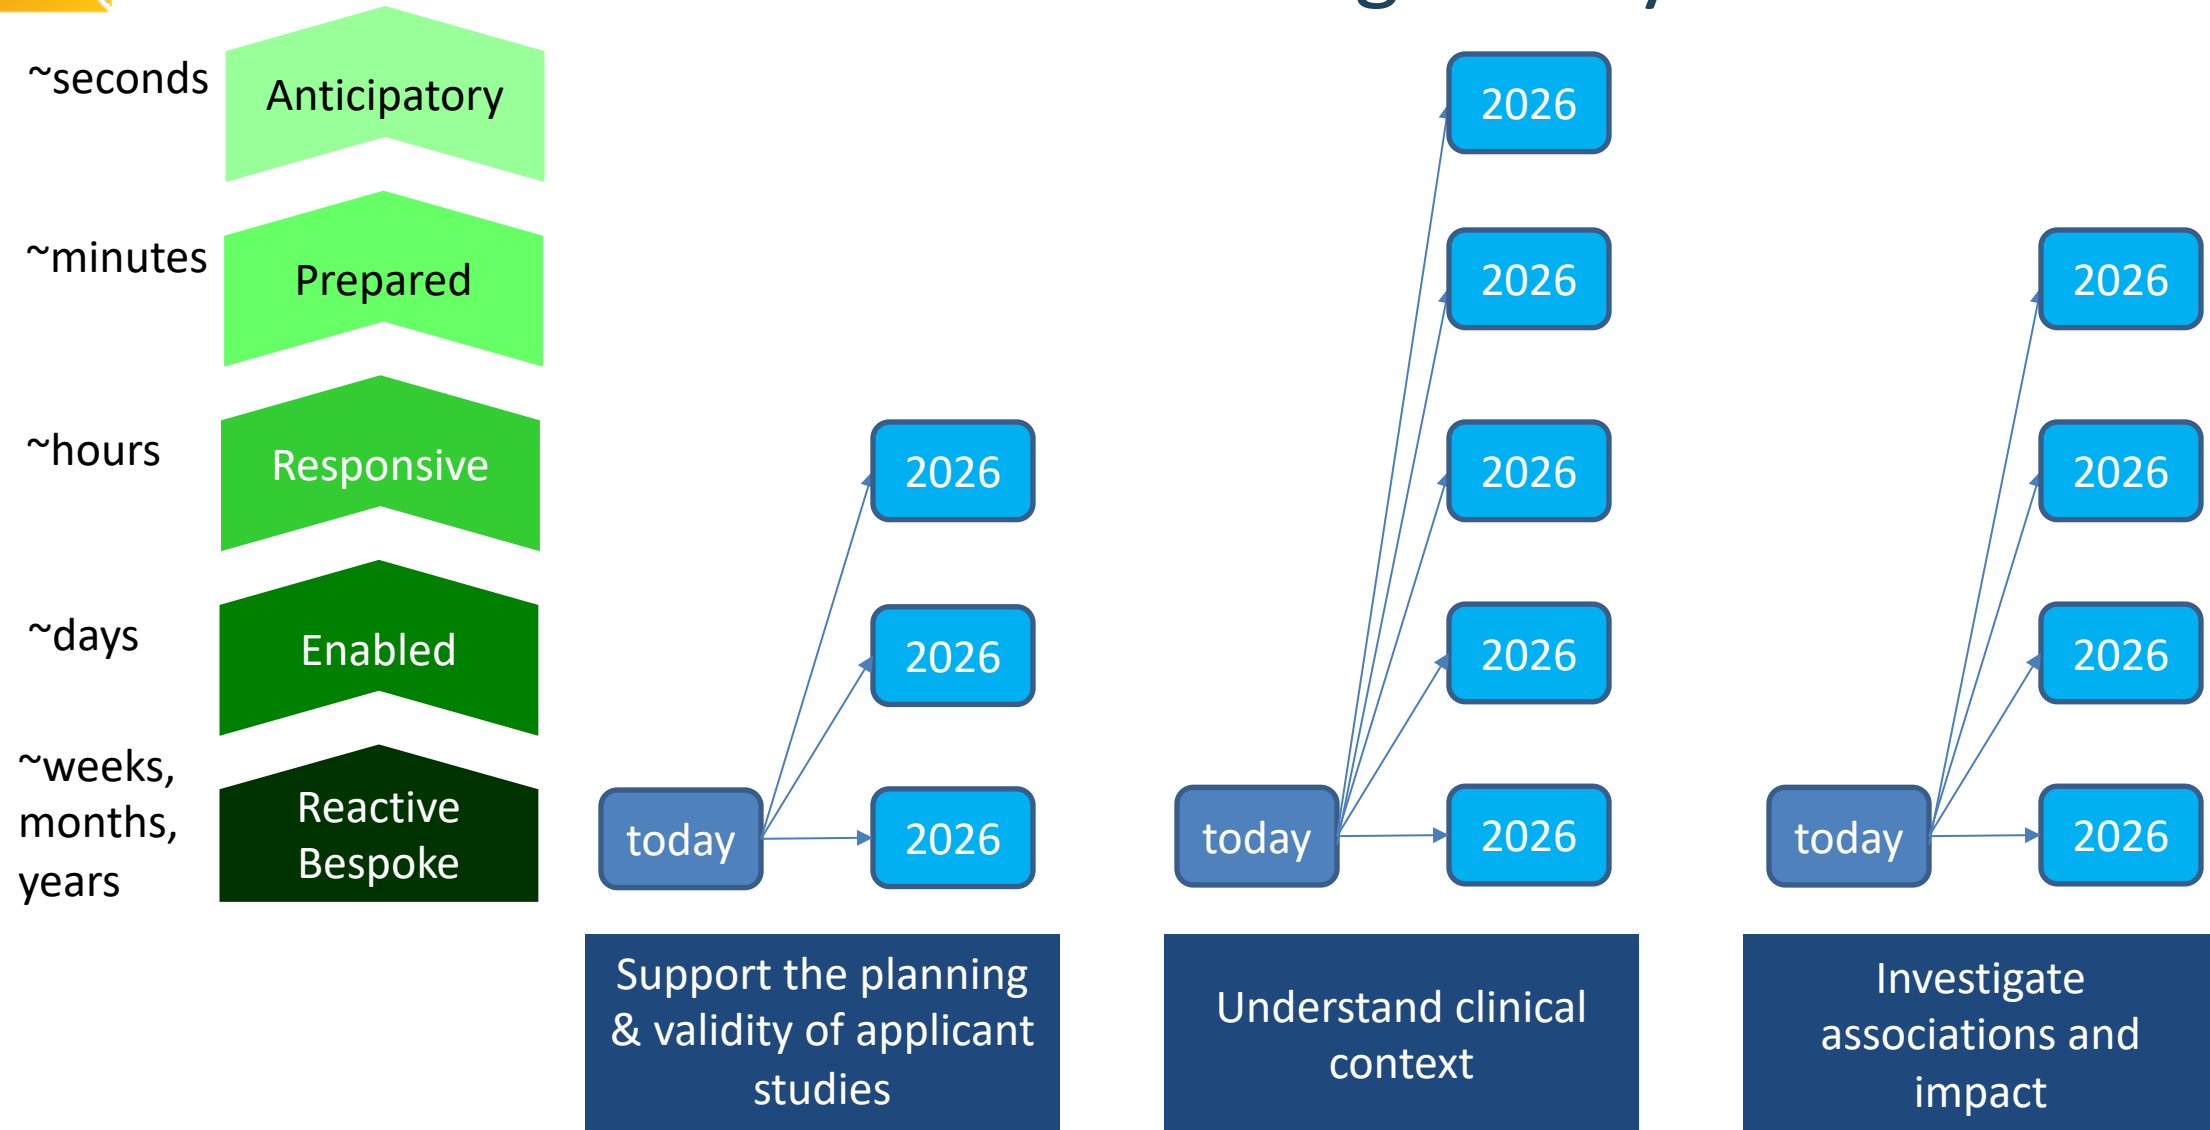 ~seconds
Anticipatory
2026
~minutes
Prepared
2026
2026
~hours
Responsive
2026
2026
2026
~days
Enabled
2026
2026
2026
~weeks,
months,
years
Reactive
Bespoke
today
2026
today
2026
today
2026
Support the planning
& validity of applicant
studies
Understand clinical
context
Investigate
associations and
impact